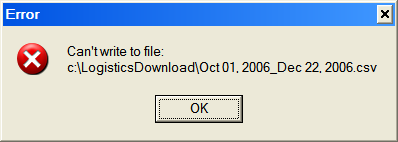 Error
Can't write to file:
c:\LogisticsDownload\Oct 01, 2006_Dec 22, 2006.csv
OK